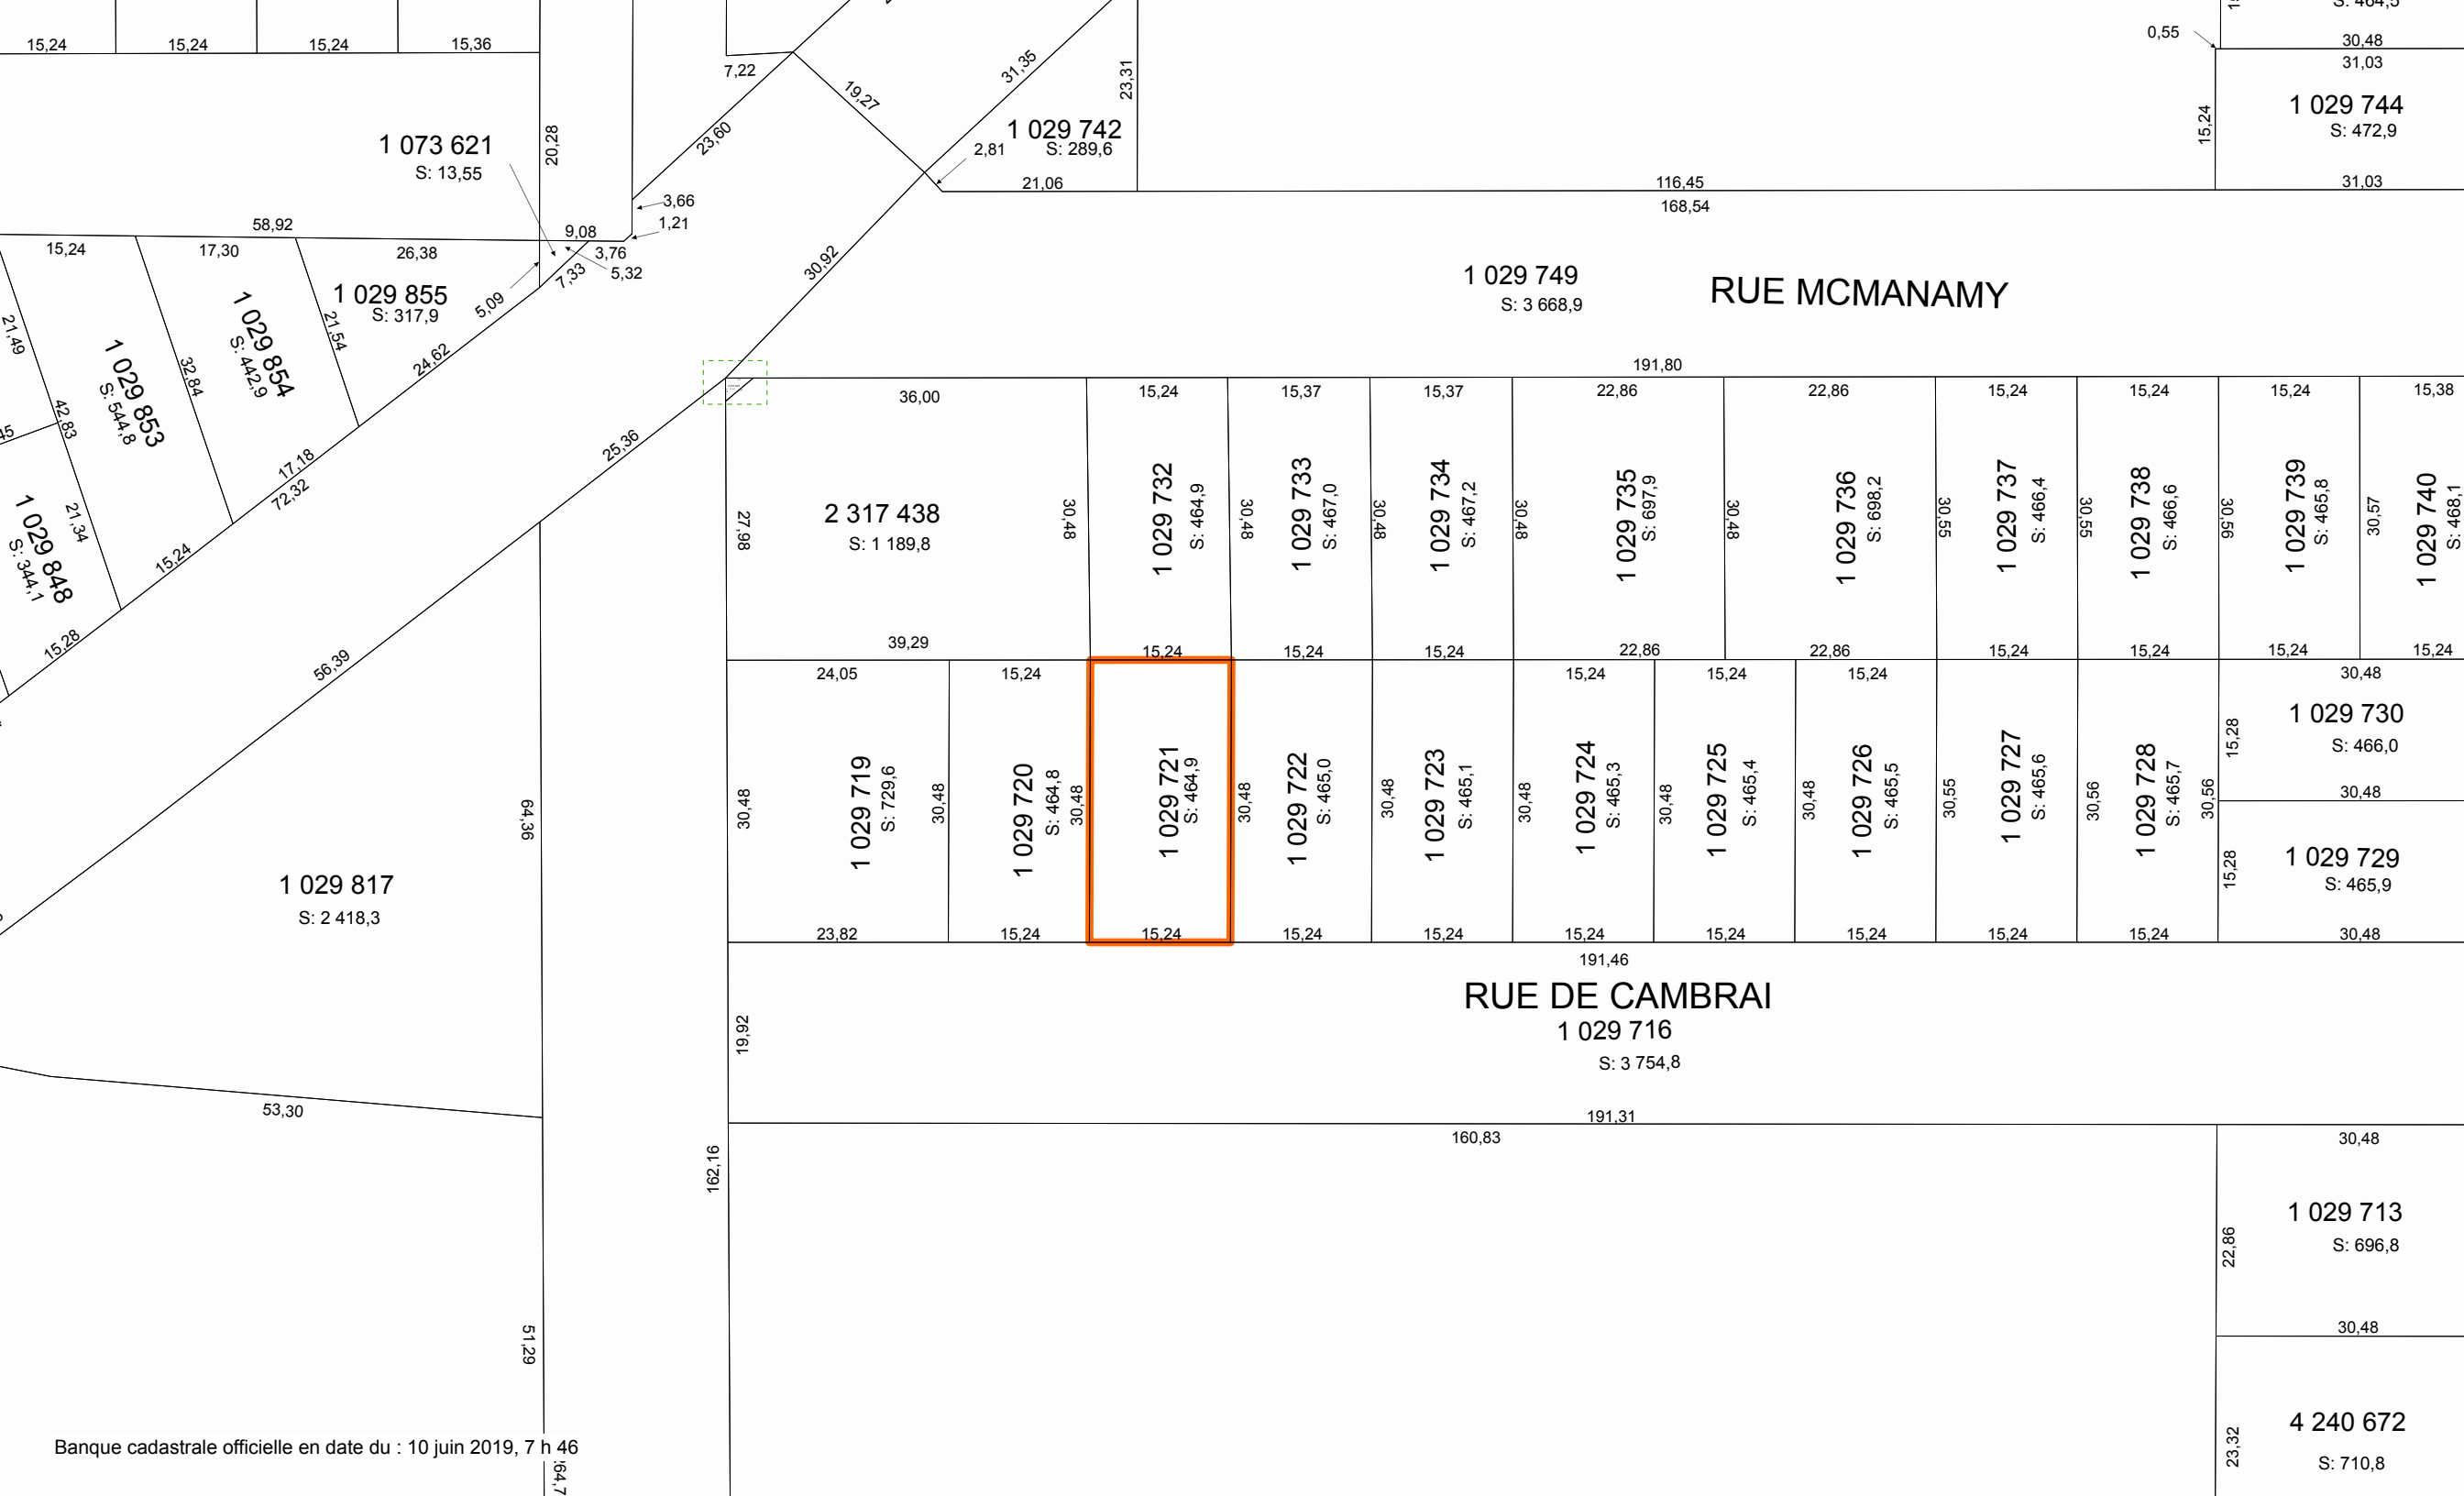 15,24
15,24
15,24
15,36
7,22
19,27
31,35
23,31
0,55
30,48
31,03
1 029 744
S: 472,9
15,24
31,03
1 073 621
S: 13,55
20,28
23,60
1 029 742
S: 289,6
2,81
21,06
116,45
168,54
3,66
1,21
58,92
9,08
3,76
5,32
7,33
5,09
15,24
17,30
26,38
1 029 855
S: 317,9
1 029 854
S: 442,9
1 029 853
S: 544,8
1 029 848
S: 344,1
21,49
42,83
21,34
32,84
21,54
24,62
17,18
72,32
15,24
15,28
30,92
25,36
56,39
1 029 749
S: 3 668,9
RUE MCMANAMY
191,80
36,00
15,24
15,37
15,37
22,86
22,86
15,24
15,24
15,24
15,38
27,98
2 317 438
S: 1 189,8
30,48
1 029 732
S: 464,9
30,48
1 029 733
S: 467,0
30,48
1 029 734
S: 467,2
30,48
1 029 735
S: 697,9
30,48
1 029 736
S: 698,2
30,55
1 029 737
S: 466,4
30,55
1 029 738
S: 466,6
30,56
1 029 739
S: 465,8
30,57
1 029 740
S: 468,1
39,29
15,24
15,24
15,24
22,86
22,86
15,24
15,24
15,24
15,24
24,05
15,24
15,24
15,24
15,24
30,48
30,48
1 029 719
S: 729,6
30,48
1 029 720
S: 464,8
30,48
1 029 721
S: 464,9
30,48
1 029 722
S: 465,0
30,48
1 029 723
S: 465,1
30,48
1 029 724
S: 465,3
30,48
1 029 725
S: 465,4
30,48
1 029 726
S: 465,5
30,55
1 029 727
S: 465,6
30,56
1 029 728
S: 465,7
30,56
15,28
1 029 730
S: 466,0
30,48
15,28
1 029 729
S: 465,9
23,82
15,24
15,24
15,24
15,24
15,24
15,24
15,24
15,24
15,24
30,48
64,36
1 029 817
S: 2 418,3
53,30
191,46
RUE DE CAMBRAI
1 029 716
S: 3 754,8
19,92
191,31
160,83
30,48
162,16
1 029 713
S: 696,8
22,86
30,48
51,29
4 240 672
S: 710,8
23,32
Banque cadastrale officielle en date du : 10 juin 2019, 7 h 46